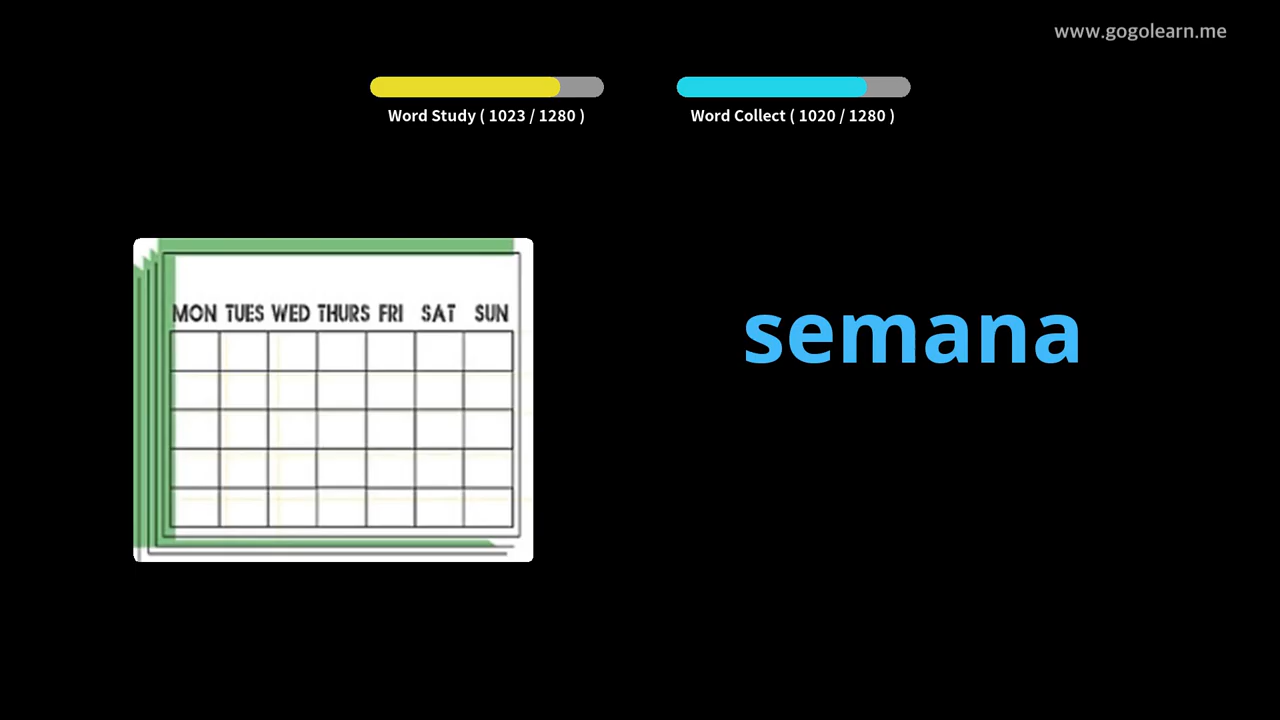 www.gogolearn.me
Word Study ( 1023 / 1280 )
Word Collect ( 1020 / 1280 )
MON TUES WED THURS FRI SAT SUN
semana